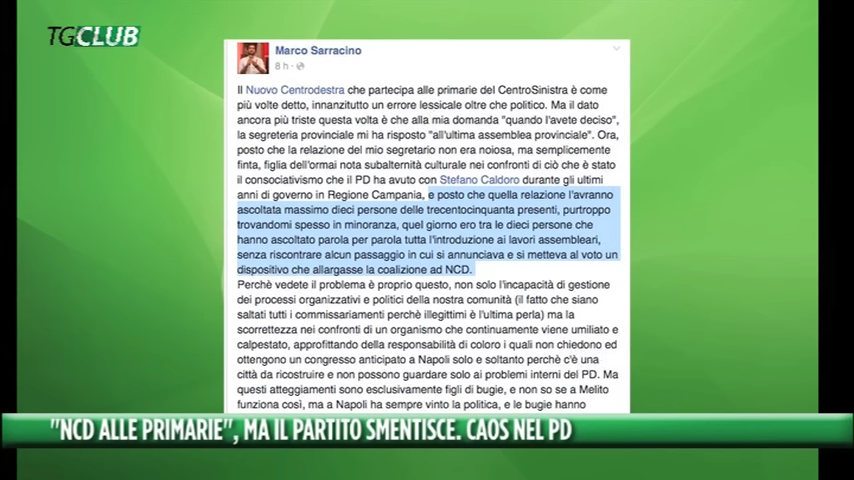 TGCLUB
Marco Sarracino
8 h ·
Il Nuovo Centrodestra che partecipa alle primarie del CentroSinistra è come
più volte detto, innanzitutto un errore lessicale oltre che politico. Ma il dato
ancora più triste questa volta è che alla mia domanda "quando l'avete deciso",
la segreteria provinciale mi ha risposto "all'ultima assemblea provinciale". Ora,
posto che la relazione del mio segretario non era noiosa, ma semplicemente
finta, figlia dell'ormai nota subalternità culturale nei confronti di ciò che è stato
il consociativismo che il PD ha avuto con Stefano Caldoro durante gli ultimi
anni di governo in Regione Campania, e posto che quella relazione l'avranno
ascoltata massimo dieci persone delle trecentocinquanta presenti, purtroppo
trovandomi spesso in minoranza, quel giorno ero tra le dieci persone che
hanno ascoltato parola per parola tutta l'introduzione ai lavori assembleari,
senza riscontrare alcun passaggio in cui si annunciava e si metteva al voto un
dispositivo che allargasse la coalizione ad NCD.
Perchè vedete il problema è proprio questo, non solo l'incapacità di gestione
dei processi organizzativi e politici della nostra comunità (il fatto che siano
saltati tutti i commissariamenti perchè illegittimi è l'ultima perla) ma la
scorrettezza nei confronti di un organismo che continuamente viene umiliato e
calpestato, approfittando della responsabilità di coloro i quali non chiedono ed
ottengono un congresso anticipato a Napoli solo e soltanto perchè c'è una
città da ricostruire e non possono guardare solo ai problemi interni del PD. Ma
questi atteggiamenti sono esclusivamente figli di bugie, e non so se a Melito
funziona così, ma a Napoli ha sempre vinto la politica, e le bugie hanno
"NCD ALLE PRIMARIE", MA IL PARTITO SMENTISCE. CAOS NEL PD